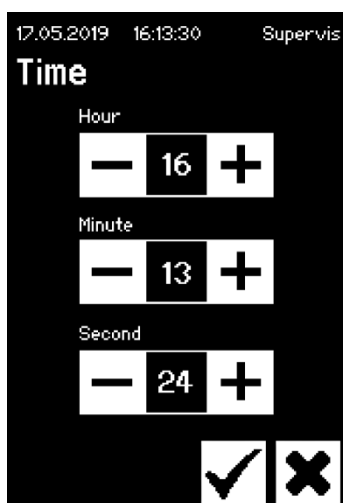 17.05.2019 16:13:30 Supervis
Time
Hour
16
Minute
13
Second
24